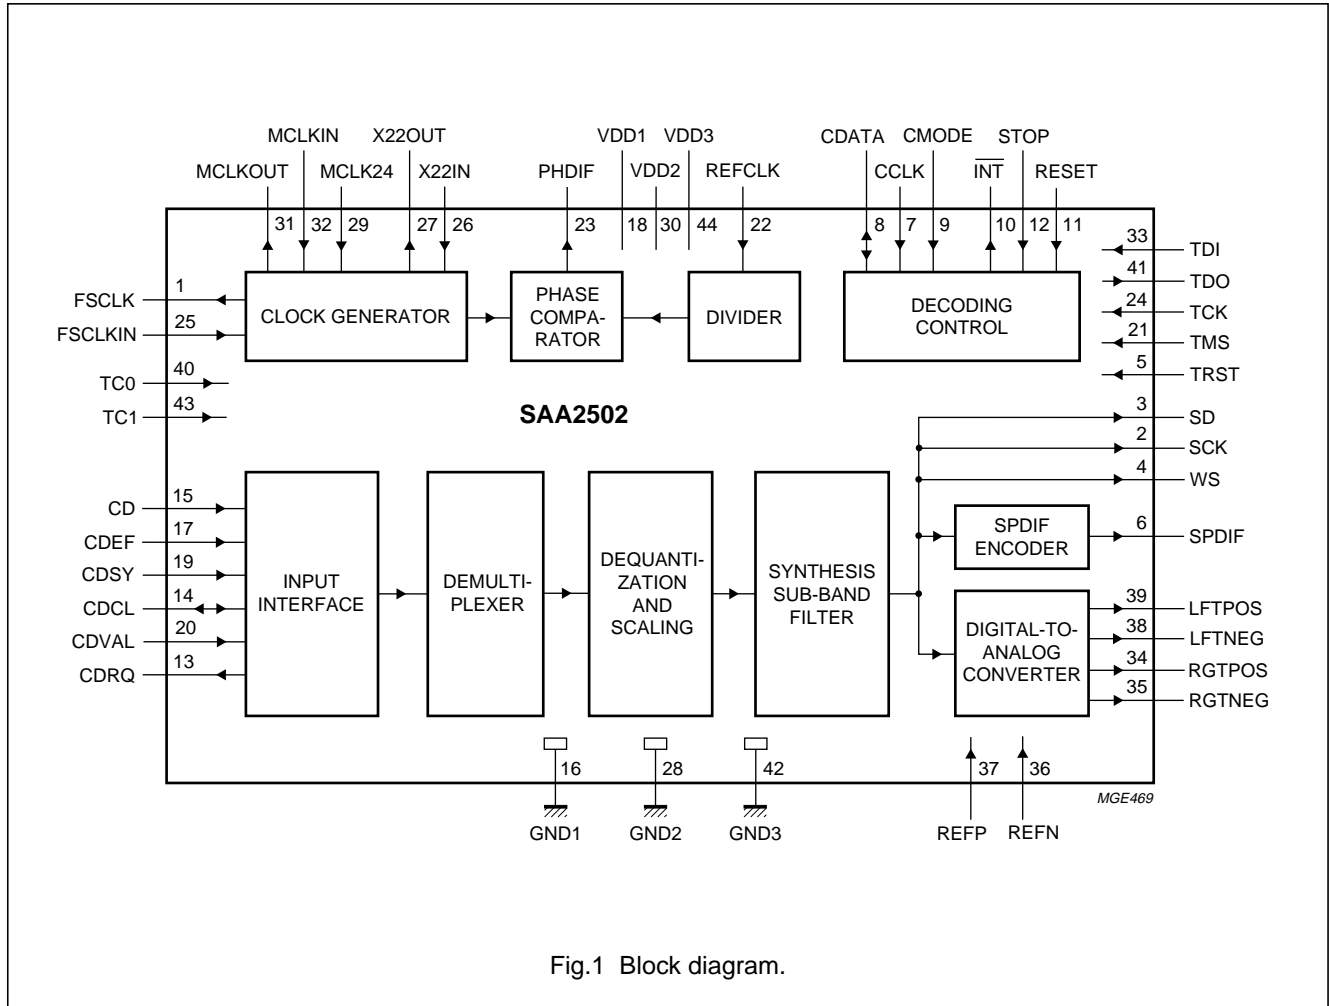 MCLKIN X22OUT VDD1 VDD3 CDATA CMODE STOP
MCLKOUT MCLK24 X22IN PHDIF VDD2 REFCLK CCLK INT RESET
31 32 29 27 26 23 18 30 44 22 8 7 9 10 12 11
33 TDI
41 TDO
24 TCK
21 TMS
5 TRST
FSCLK 1
FSCLKIN 25
CLOCK GENERATOR
PHASE
COMPA-
RATOR
DIVIDER
DECODING
CONTROL
TC0 40
TC1 43
SAA2502
3 SD
2 SCK
4 WS
CD 15
CDEF 17
CDSY 19
CDCL 14
CDVAL 20
CDRQ 13
INPUT
INTERFACE
DEMULTI-
PLEXER
DEQUANTI-
ZATION
AND
SCALING
SYNTHESIS
SUB-BAND
FILTER
SPDIF
ENCODER
6 SPDIF
DIGITAL-TO-
ANALOG
CONVERTER
39 LFTPOS
38 LFTNEG
34 RGTPOS
35 RGTNEG
16 28 42 37 36
MGE469
GND1 GND2 GND3 REFP REFN
Fig.1 Block diagram.